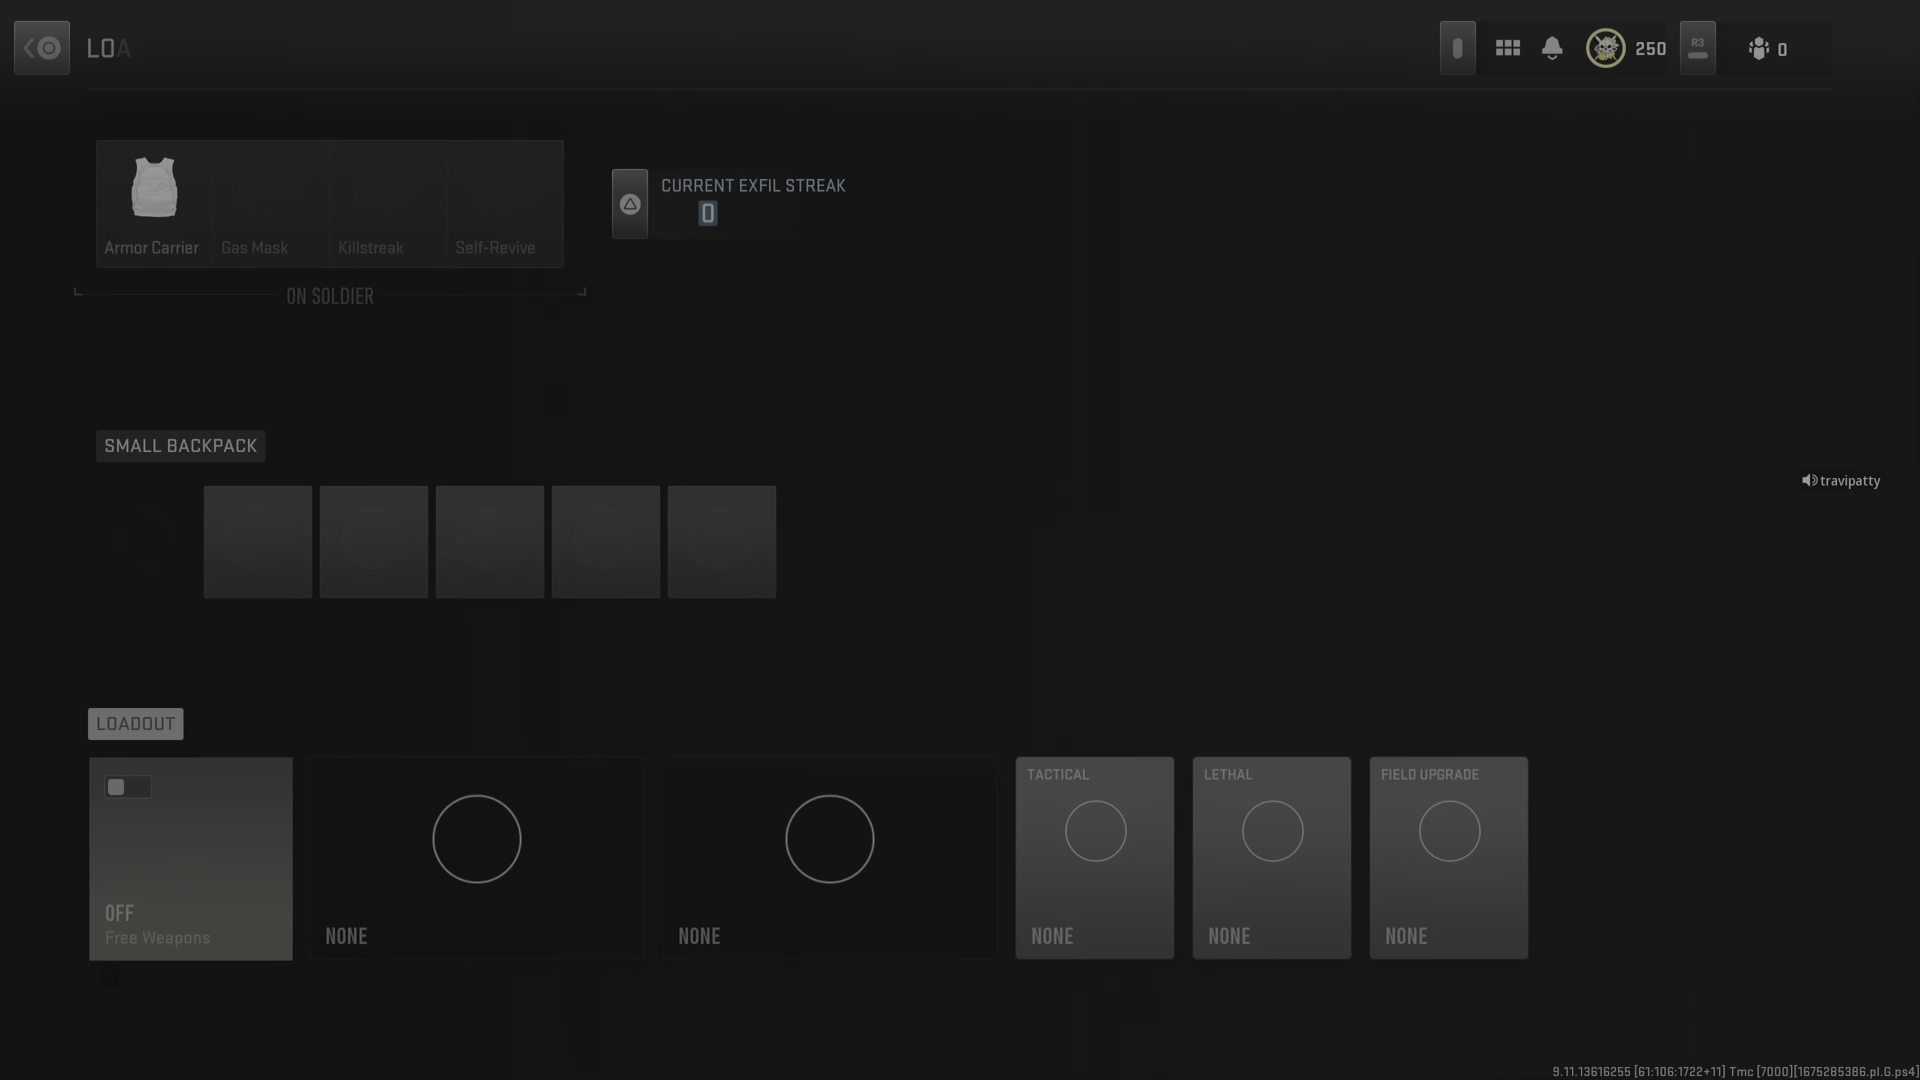 LOA
250
R3
0
CURRENT EXFIL STREAK
0
Armor Carrier
Gas Mask
Killstreak
Self-Revive
ON SOLDIER
SMALL BACKPACK
travipatty
LOADOUT
TACTICAL
LETHAL
FIELD UPGRADE
OFF
Free Weapons
NONE
NONE
NONE
NONE
NONE
9.11.13616255 [61:106:1722+11] Tmc [7000][1675285386.pl.G.ps4]